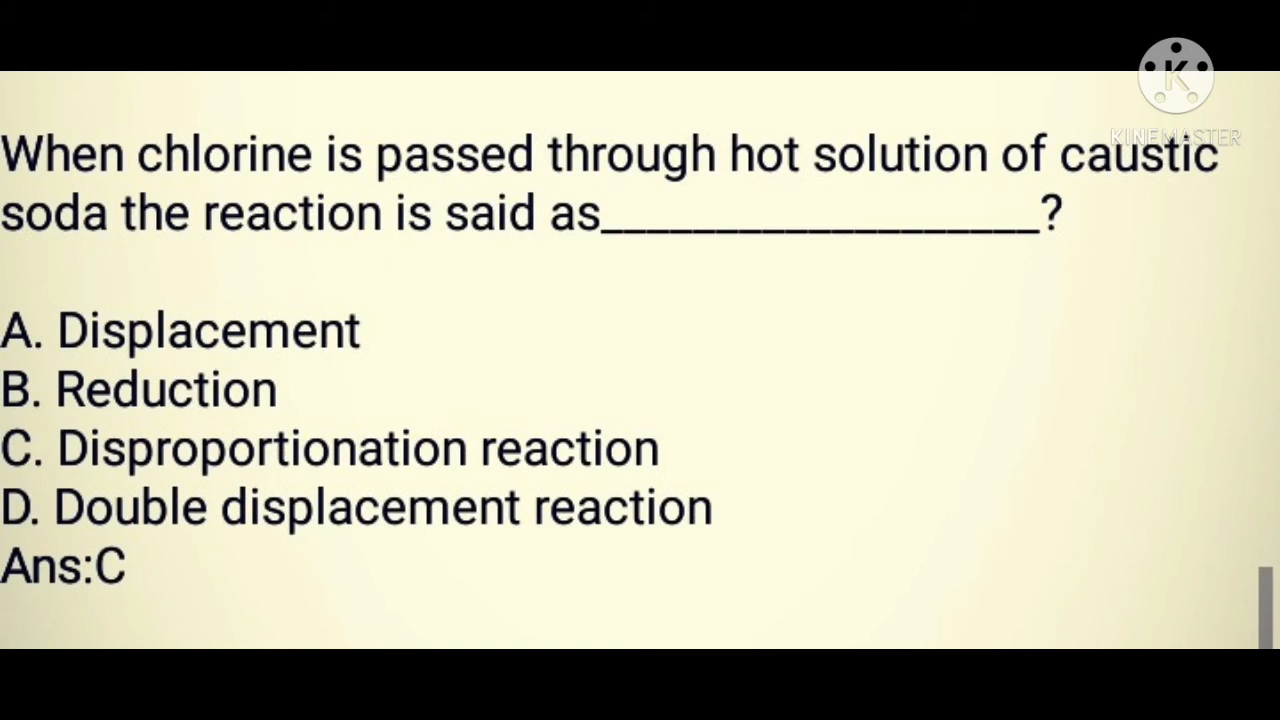 K
KINEMASTER
When chlorine is passed through hot solution of caustic
soda the reaction is said as___________________?
A. Displacement
B. Reduction
C. Disproportionation reaction
D. Double displacement reaction
Ans:C